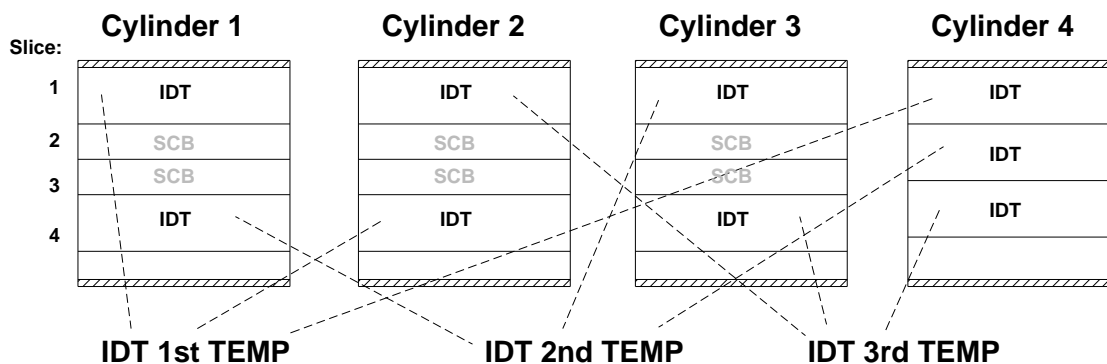 Cylinder 1 Cylinder 2 Cylinder 3 Cylinder 4
Slice:
1 IDT IDT IDT IDT
2 SCB SCB SCB IDT
3 SCB SCB SCB IDT
4 IDT IDT IDT
IDT 1st TEMP IDT 2nd TEMP IDT 3rd TEMP